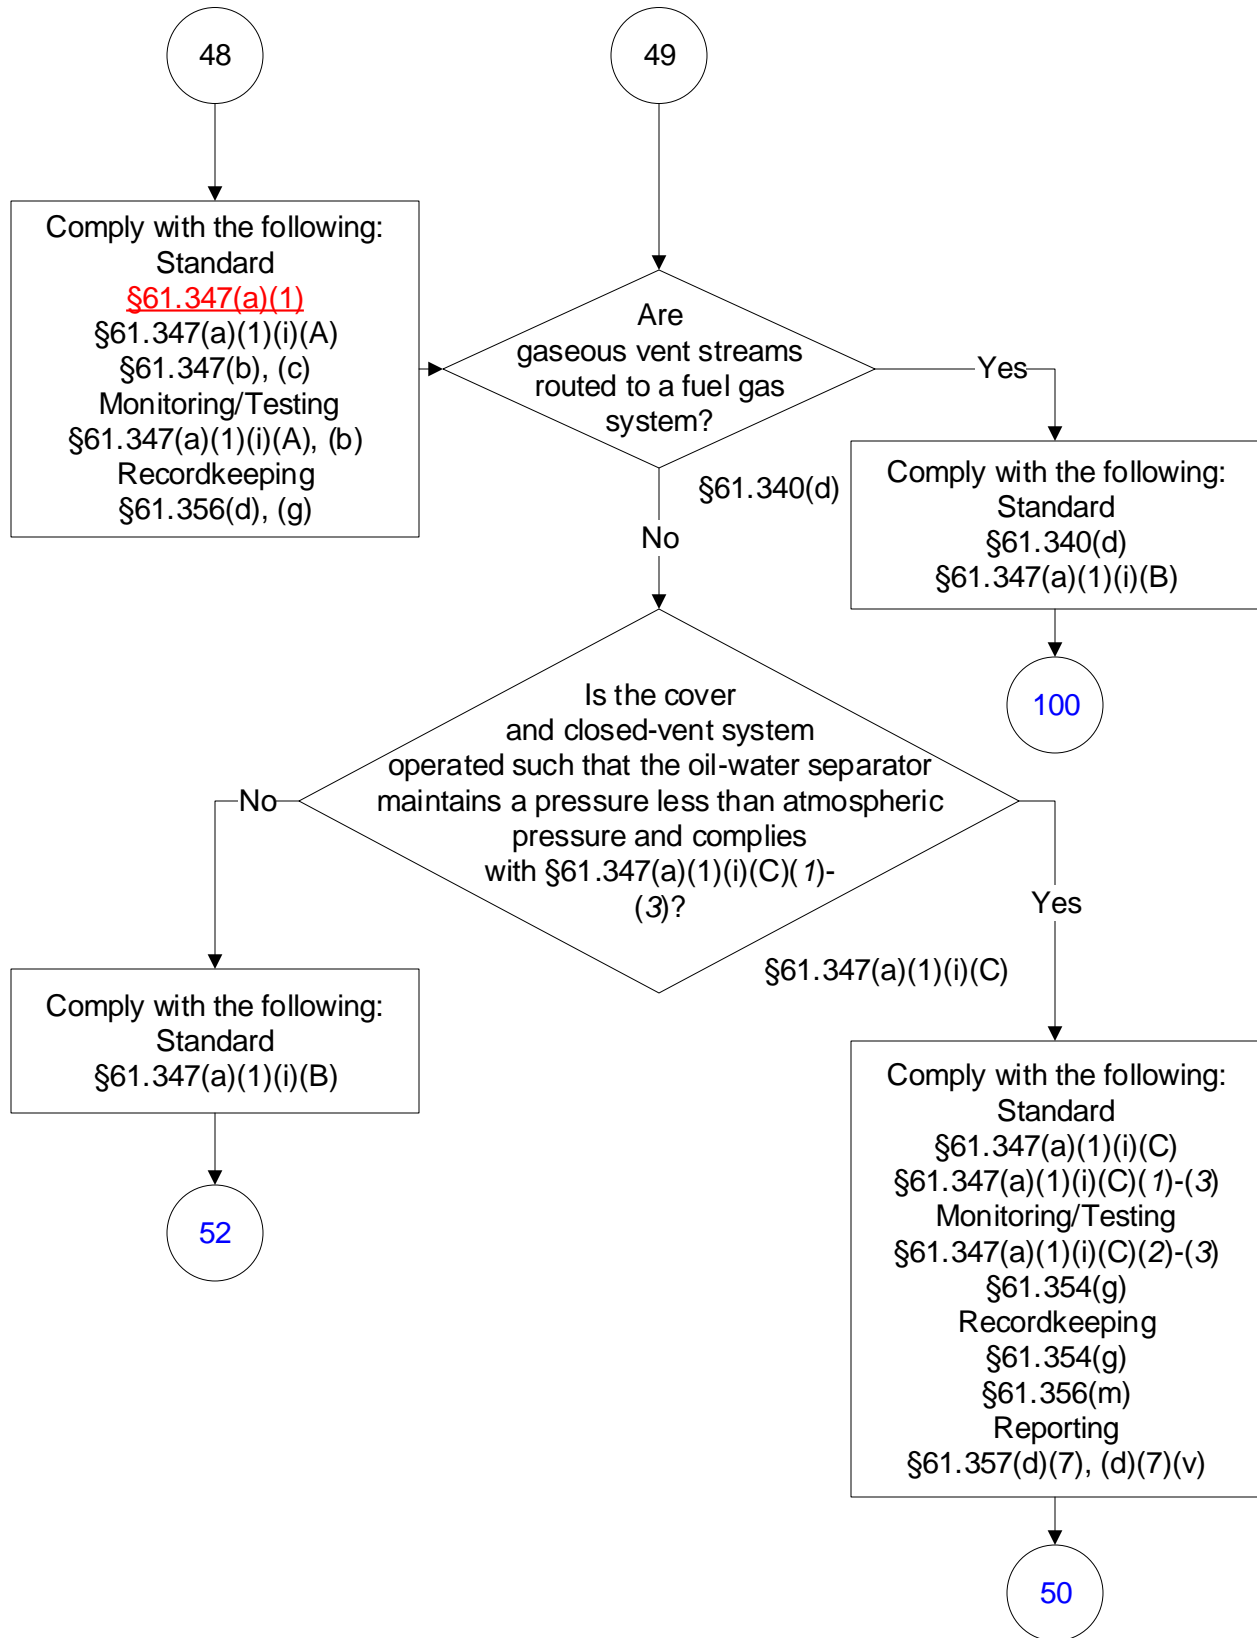 48
49
Comply with the following:
Standard
§61.347(a)(1)
§61.347(a)(1)(i)(A)
§61.347(b), (c)
Monitoring/Testing
§61.347(a)(1)(i)(A), (b)
Recordkeeping
§61.356(d), (g)
Are
gaseous vent streams
routed to a fuel gas
system?
Yes
§61.340(d)
No
Comply with the following:
Standard
§61.340(d)
§61.347(a)(1)(i)(B)
100
Is the cover
and closed-vent system
operated such that the oil-water separator
maintains a pressure less than atmospheric
pressure and complies
with §61.347(a)(1)(i)(C)(1)-
(3)?
No
Yes
§61.347(a)(1)(i)(C)
Comply with the following:
Standard
§61.347(a)(1)(i)(B)
52
Comply with the following:
Standard
§61.347(a)(1)(i)(C)
§61.347(a)(1)(i)(C)(1)-(3)
Monitoring/Testing
§61.347(a)(1)(i)(C)(2)-(3)
§61.354(g)
Recordkeeping
§61.354(g)
§61.356(m)
Reporting
§61.357(d)(7), (d)(7)(v)
50